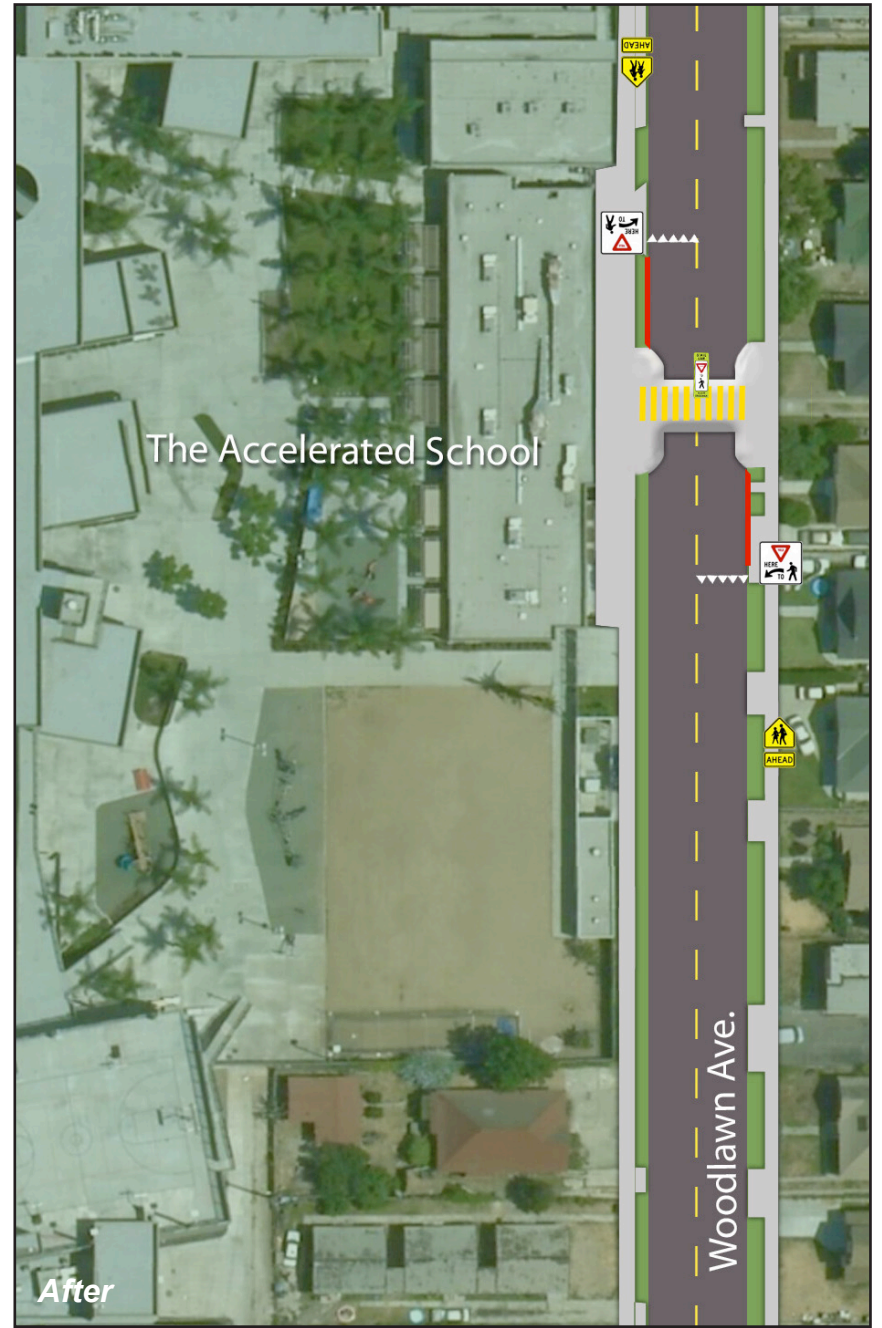 AHEAD
HERE
TO
The Accelerated School
HERE
TO
AHEAD
Woodlawn Ave.
After